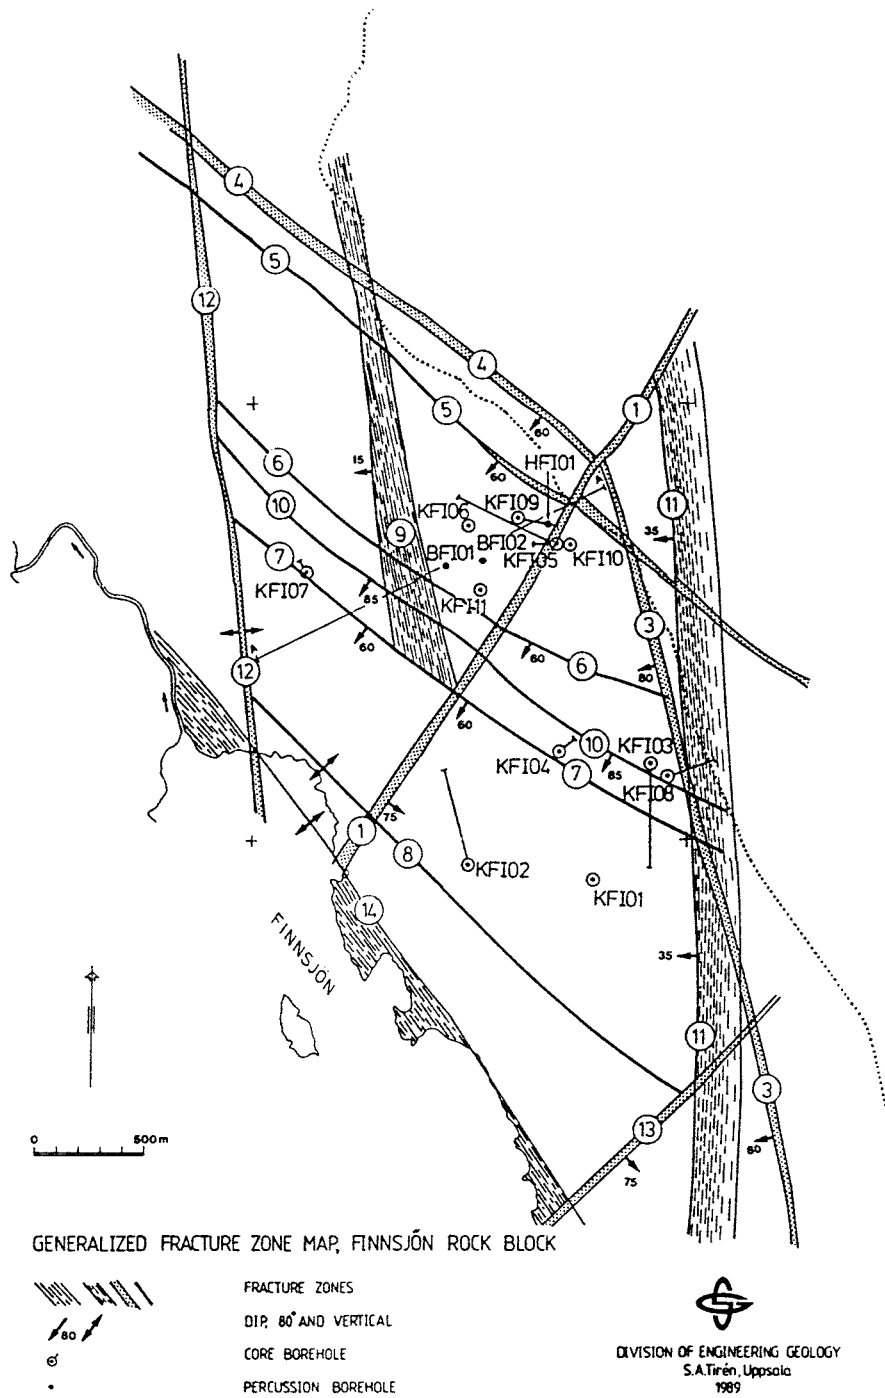 4
5
12
4
1
5
60
HFI01
6
15
60
KFI09
11
10
KFI06
9
BFI02
35
7
BFI01
KFI05
KFI10
KFI07
85
KFI11
3
60
60
6
12
80
60
10
KFI03
KFI04
7
85
KFI08
75
1
8
KFI02
KFI01
14
FINNSJÖN
35
11
3
0 500 m
13
80
75
GENERALIZED FRACTURE ZONE MAP, FINNSJÖN ROCK BLOCK
FRACTURE ZONES
80
DIP, 80° AND VERTICAL
CORE BOREHOLE
PERCUSSION BOREHOLE
DIVISION OF ENGINEERING GEOLOGY
S.A.Tirén, Uppsala
1989